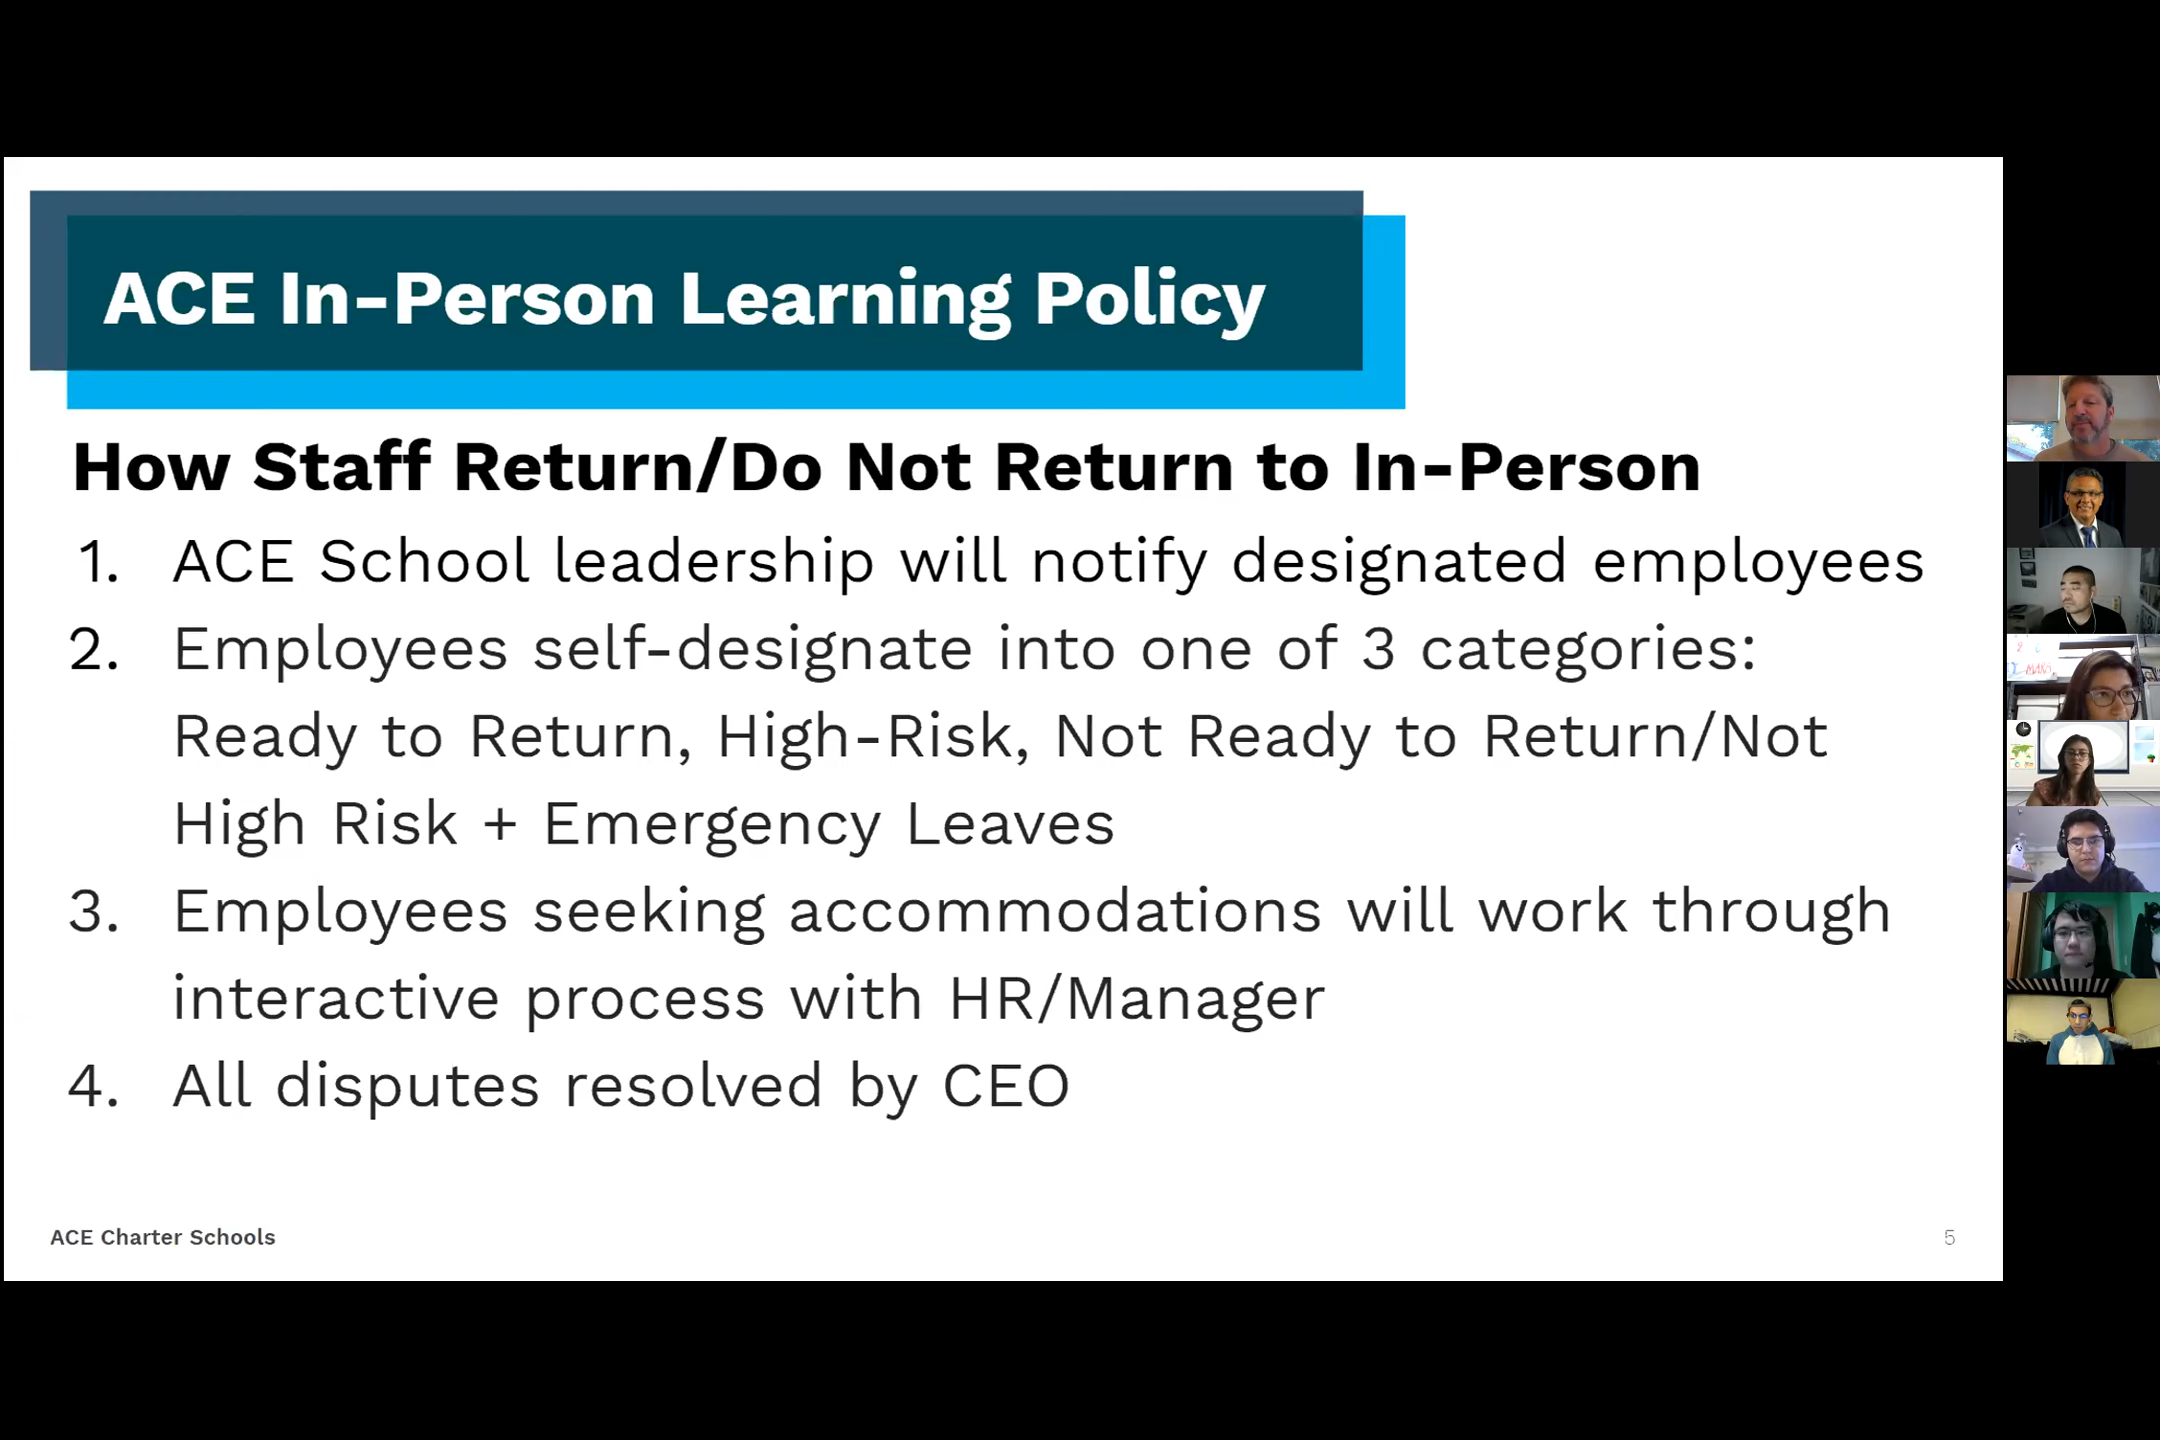 ACE In-Person Learning Policy
How Staff Return/Do Not Return to In-Person
1. ACE School leadership will notify designated employees
2. Employees self-designate into one of 3 categories:
Ready to Return, High-Risk, Not Ready to Return/Not
High Risk + Emergency Leaves
3. Employees seeking accommodations will work through
interactive process with HR/Manager
4. All disputes resolved by CEO
ACE Charter Schools
5